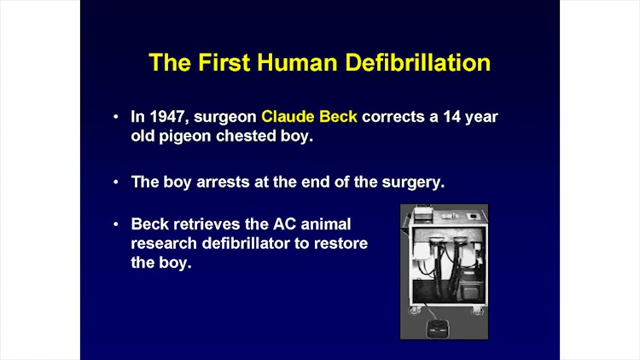 The First Human Defibrillation
• In 1947, surgeon Claude Beck corrects a 14 year
old pigeon chested boy.
• The boy arrests at the end of the surgery.
• Beck retrieves the AC animal
research defibrillator to restore
the boy.